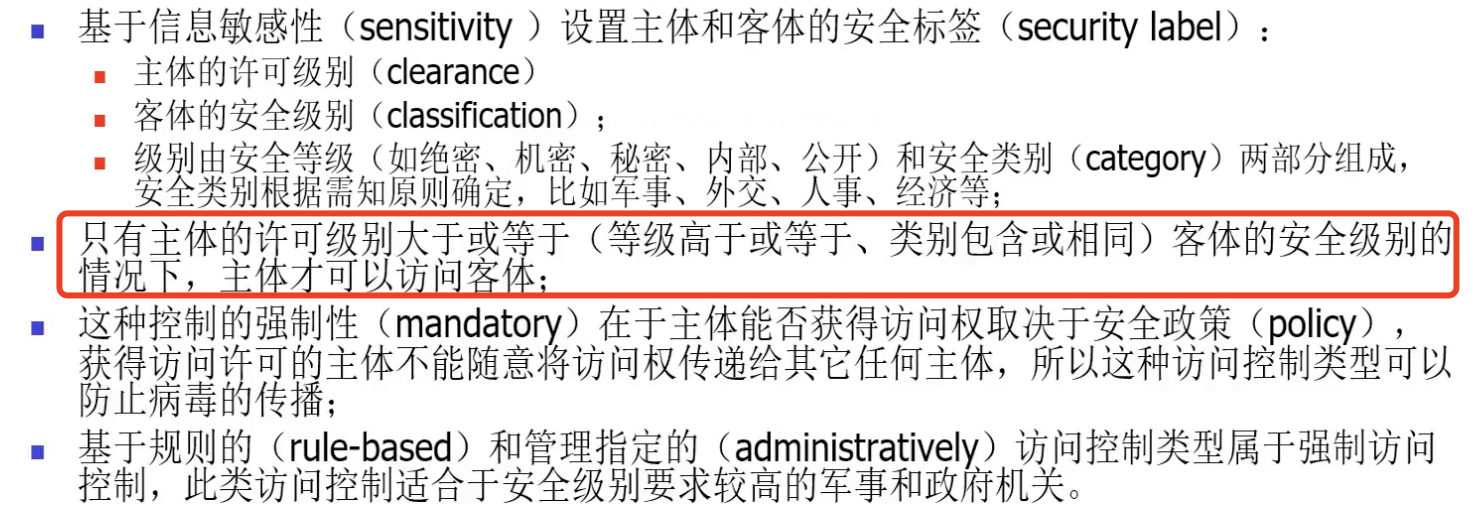 基于信息敏感性（sensitivity ）设置主体和客体的安全标签（security label）：
主体的许可级别（clearance）
客体的安全级别（classification）；
级别由安全等级（如绝密、机密、秘密、内部、公开）和安全类别（category）两部分组成，
安全类别根据需知原则确定，比如军事、外交、人事、经济等；
只有主体的许可级别大于或等于（等级高于或等于、类别包含或相同）客体的安全级别的
情况下，主体才可以访问客体；
这种控制的强制性（mandatory）在于主体能否获得访问权取决于安全政策（policy），
获得访问许可的主体不能随意将访问权传递给其它任何主体，所以这种访问控制类型可以
防止病毒的传播；
基于规则的（rule-based）和管理指定的（administratively）访问控制类型属于强制访问
控制，此类访问控制适合于安全级别要求较高的军事和政府机关。